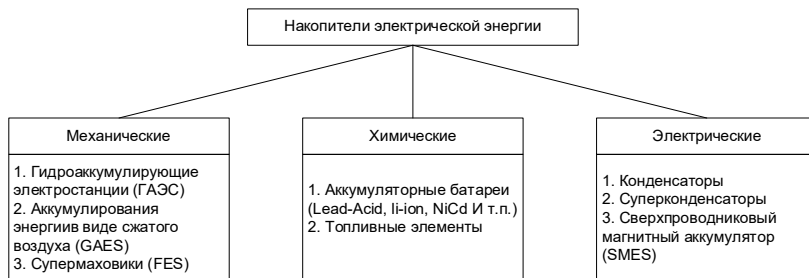 Накопители электрической энергии
Механические
1. Гидроаккумулирующие
электростанции (ГАЭС)
2. Аккумулирования
энергиив виде сжатого
воздуха (GAES)
3. Супермаховики (FES)
Химические
1. Аккумуляторные батареи
(Lead-Acid, li-ion, NiCd И т.п.)
2. Топливные элементы
Электрические
1. Конденсаторы
2. Суперконденсаторы
3. Сверхпроводниковый
магнитный аккумулятор
(SMES)